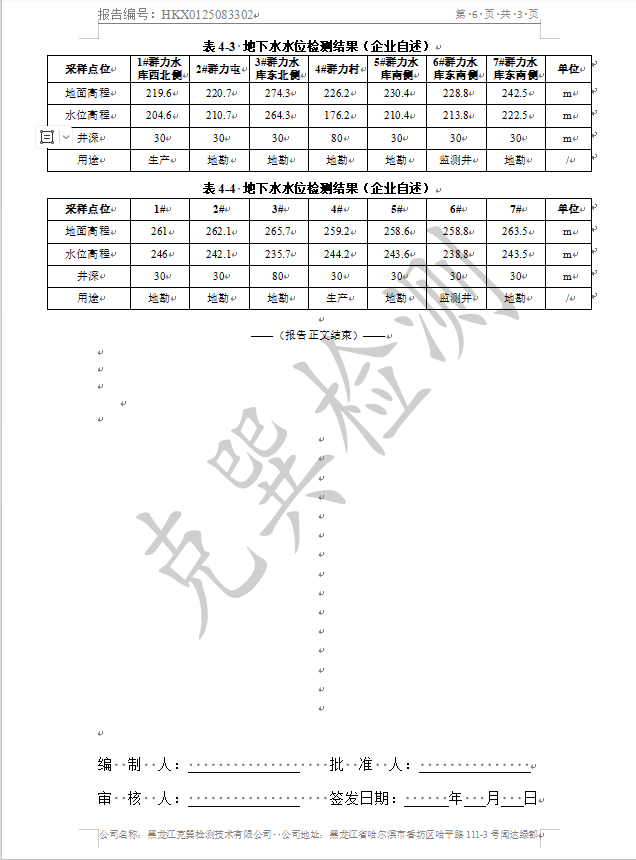 报告编号：HKX0125083302
第 6 页 共 3 页
表 4-3 地下水水位检测结果（企业自述）
采样点位 1#群力水库西北侧 2#群力屯 3#群力水库东北侧 4#群力村 5#群力水库南侧 6#群力水库东南侧 7#群力水库东南侧 单位
地面高程 219.6 220.7 274.3 226.2 230.4 228.8 242.5 m
水位高程 204.6 210.7 264.3 176.2 210.4 213.8 222.5 m
井深 30 30 30 80 30 30 30 m
用途 生产 地勘 地勘 地勘 地勘 监测井 地勘 /
表 4-4 地下水水位检测结果（企业自述）
采样点位 1# 2# 3# 4# 5# 6# 7# 单位
地面高程 261 262.1 265.7 259.2 258.6 258.8 263.5 m
水位高程 246 242.1 235.7 244.2 243.6 238.8 243.5 m
井深 30 30 80 30 30 30 30 m
用途 地勘 地勘 地勘 生产 地勘 监测井 地勘 /
——（报告正文结束）——
克巽检测
编 制 人： 批 准 人：
审 核 人： 签发日期： 年 月 日
公司名称：黑龙江克巽检测技术有限公司 公司地址：黑龙江省哈尔滨市香坊区哈平路 111-3 号闽达绿都